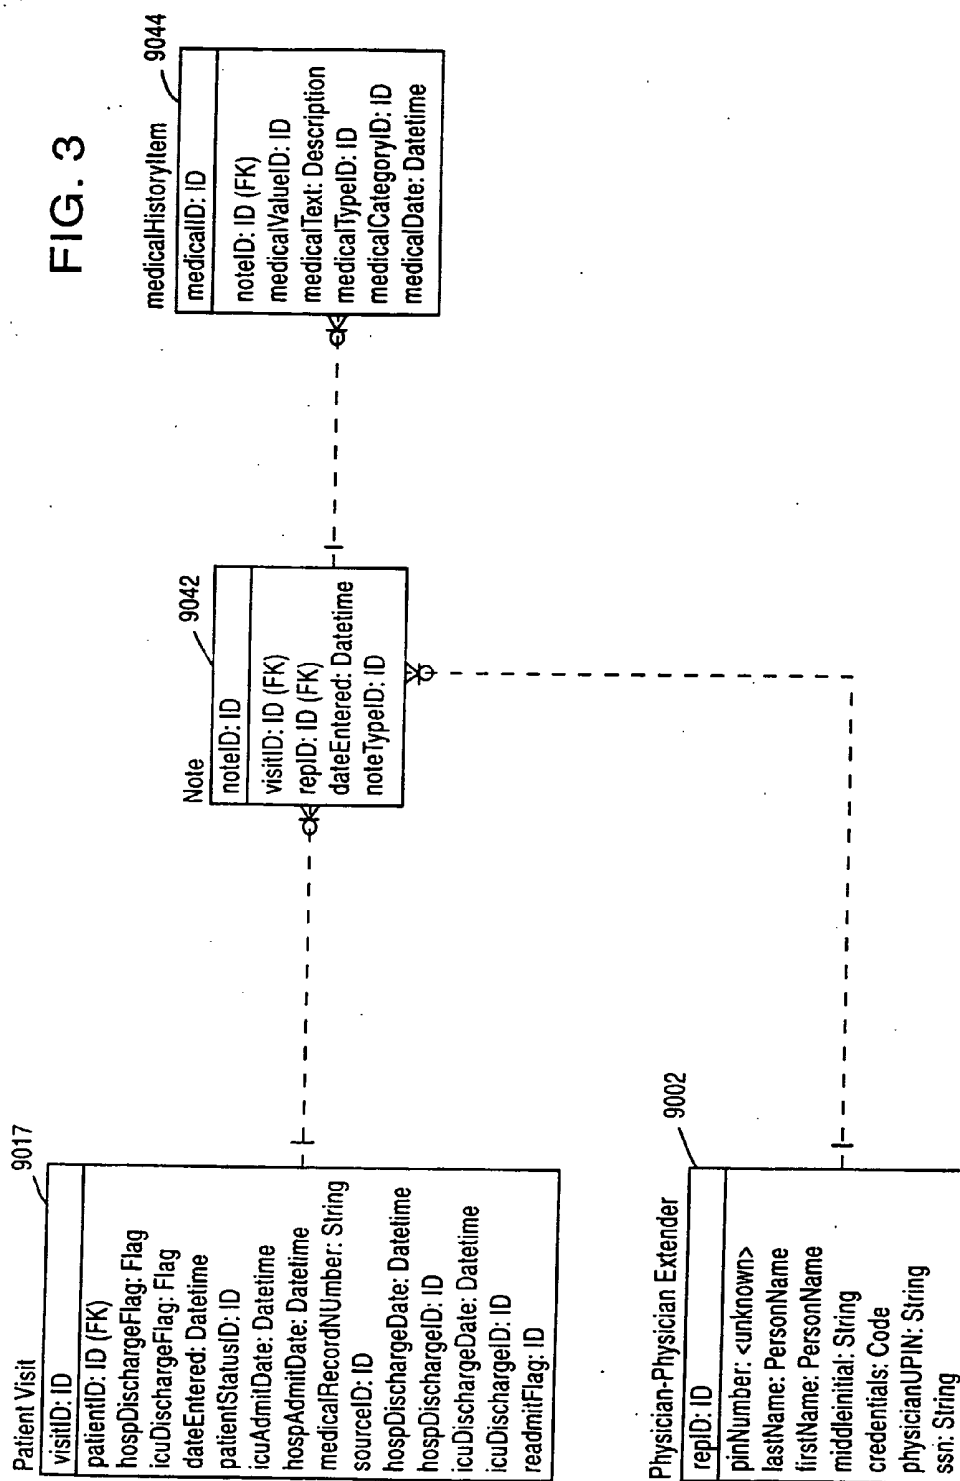 FIG. 3
Patient Visit
9017
visitID: ID
patientID: ID (FK)
hospDischargeFlag: Flag
icuDischargeFlag: Flag
dateEntered: Datetime
patientStatusID: ID
icuAdmitDate: Datetime
hospAdmitDate: Datetime
medicalRecordNUmber: String
sourceID: ID
hospDischargeDate: Datetime
hospDischargeID: ID
icuDischargeDate: Datetime
icuDischargeID: ID
readmitFlag: ID
Physician-Physician Extender
9002
repID: ID
pinNumber: <unknown>
lastName: PersonName
firstName: PersonName
middeinitial: String
credentials: Code
physicianUPIN: String
ssn: String
Note
9042
noteID: ID
visitID: ID (FK)
repID: ID (FK)
dateEntered: Datetime
noteTypeID: ID
medicalHistoryItem
9044
medicalID: ID
noteID: ID (FK)
medicalValueID: ID
medicalText: Description
medicalTypeID: ID
medicalCategoryID: ID
medicalDate: Datetime